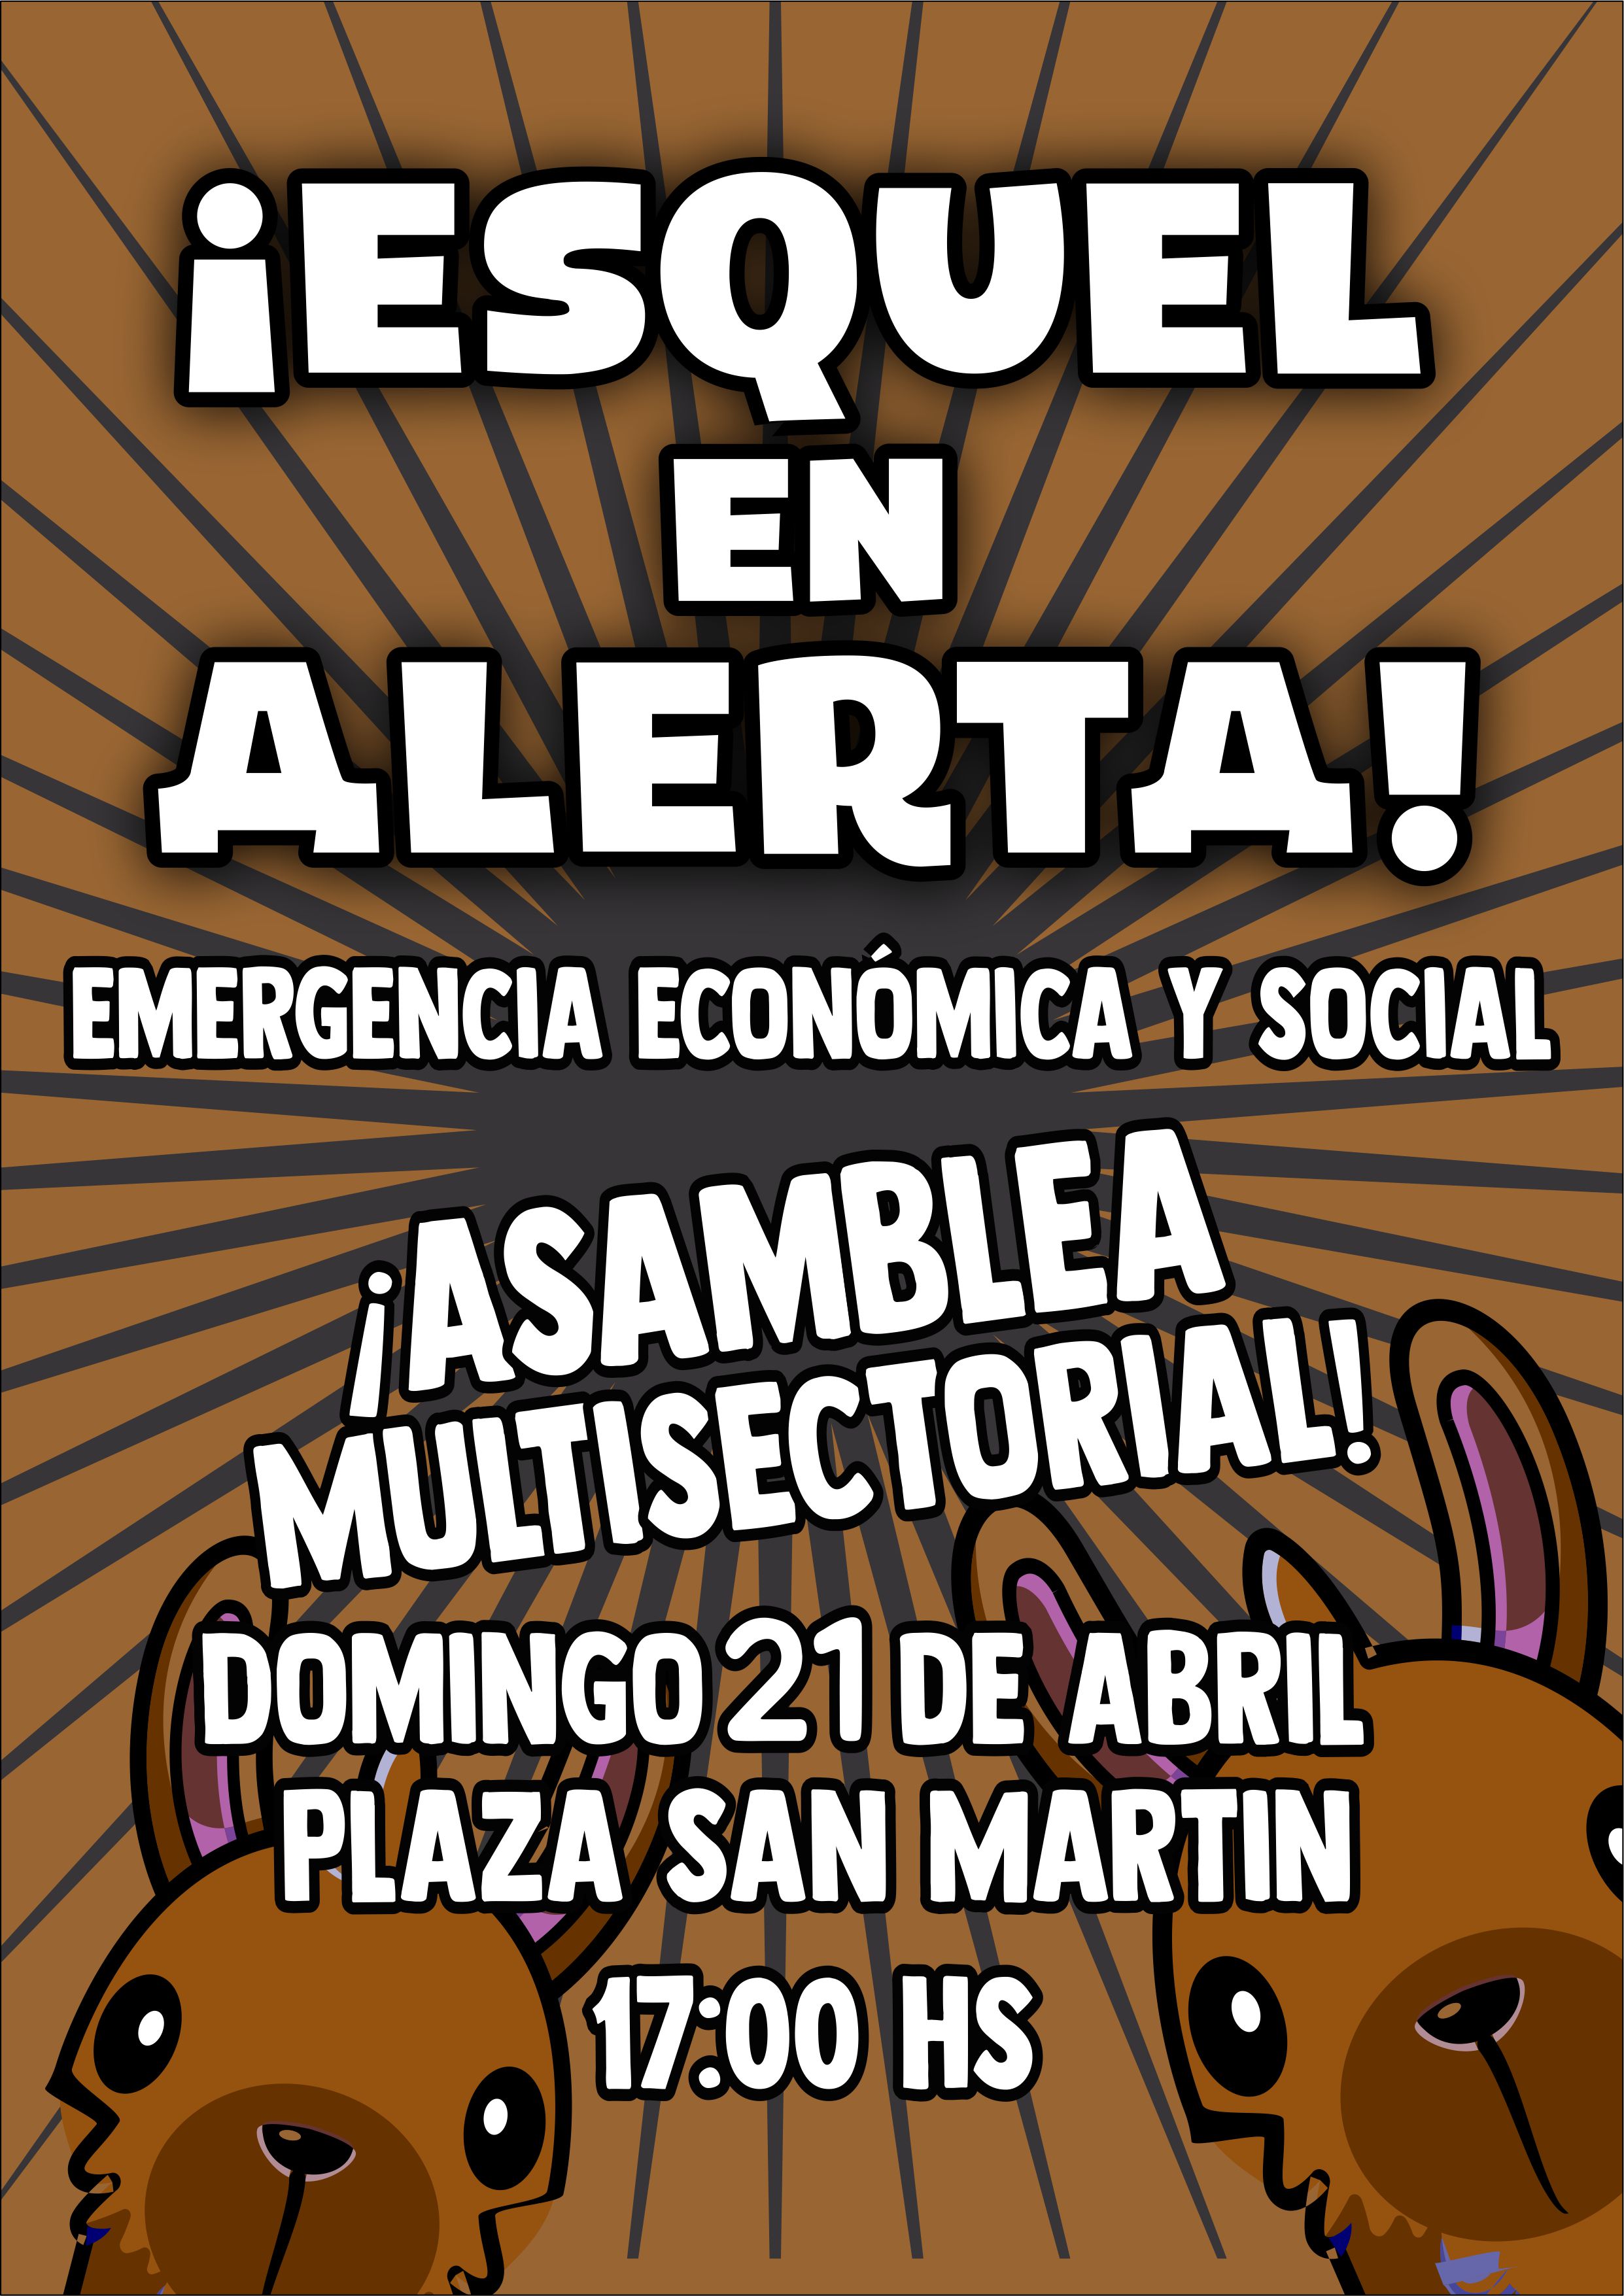 ¡ESQUEL
EN
ALERTA!
EMERGENCIA ECONÓMICA Y SOCIAL
¡ASAMBLEA
MULTISECTORIAL!
DOMINGO 21 DE ABRIL
PLAZA SAN MARTIN
17:00 HS